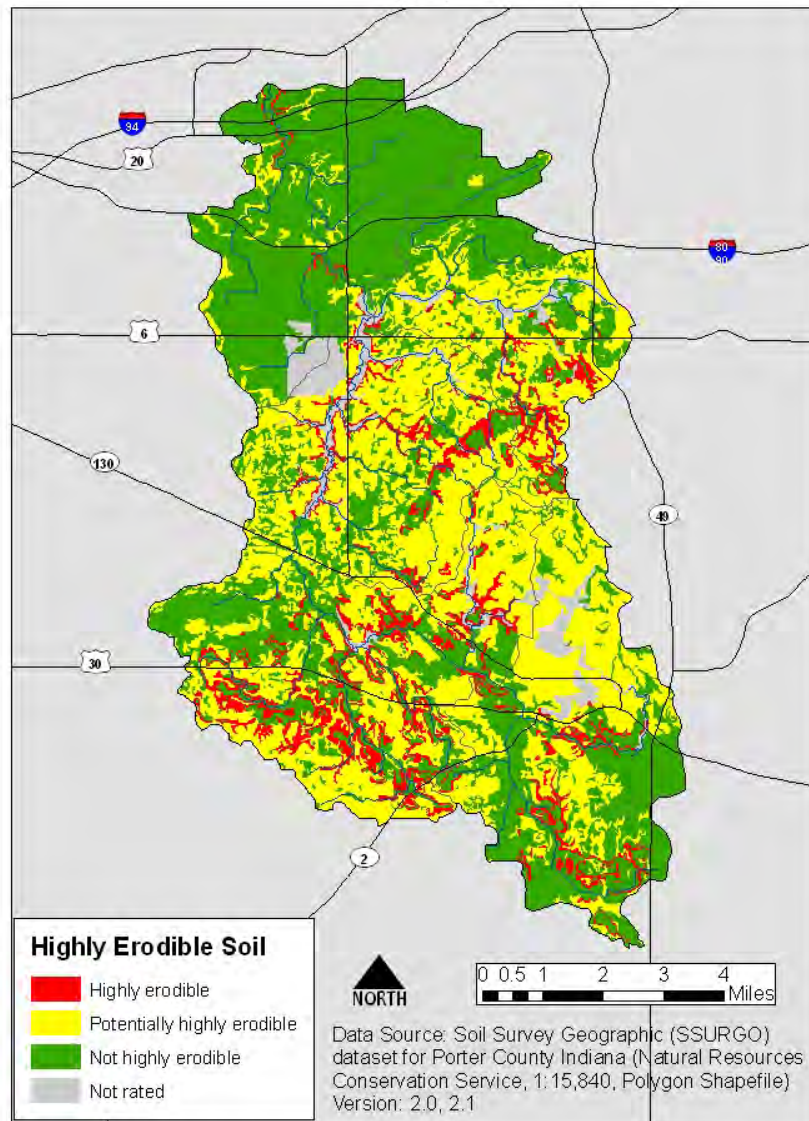 94
20
80
90
6
130
49
30
2
Highly Erodible Soil
Highly erodible
Potentially highly erodible
Not highly erodible
Not rated
NORTH
0 0.5 1 2 3 4
Miles
Data Source: Soil Survey Geographic (SSURGO)
dataset for Porter County Indiana (Natural Resources
Conservation Service, 1:15,840, Polygon Shapefile)
Version: 2.0, 2.1